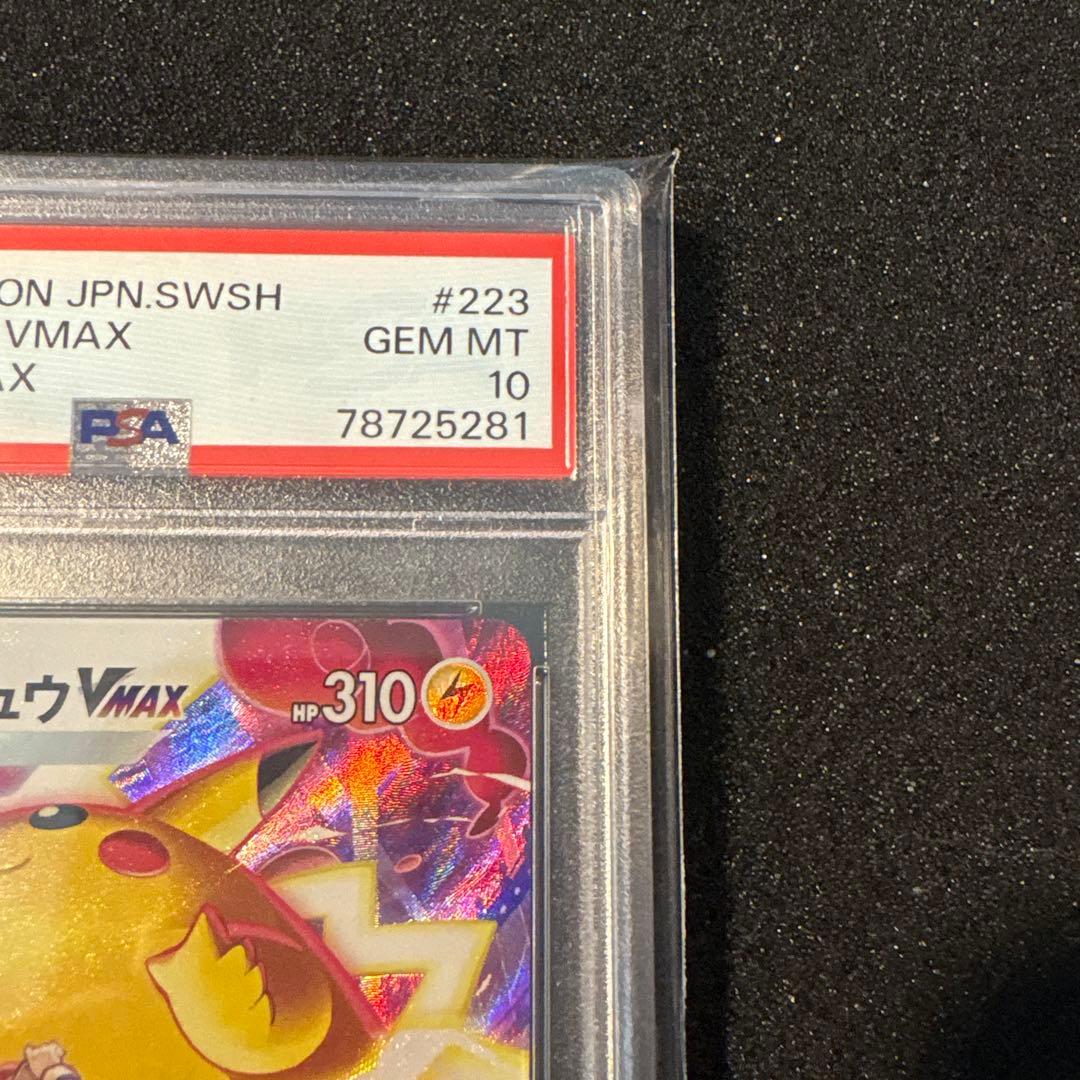 ON JPN.SWSH #223
VMAX GEM MT
AX 10
PSA 78725281
ュウVMAX HP310